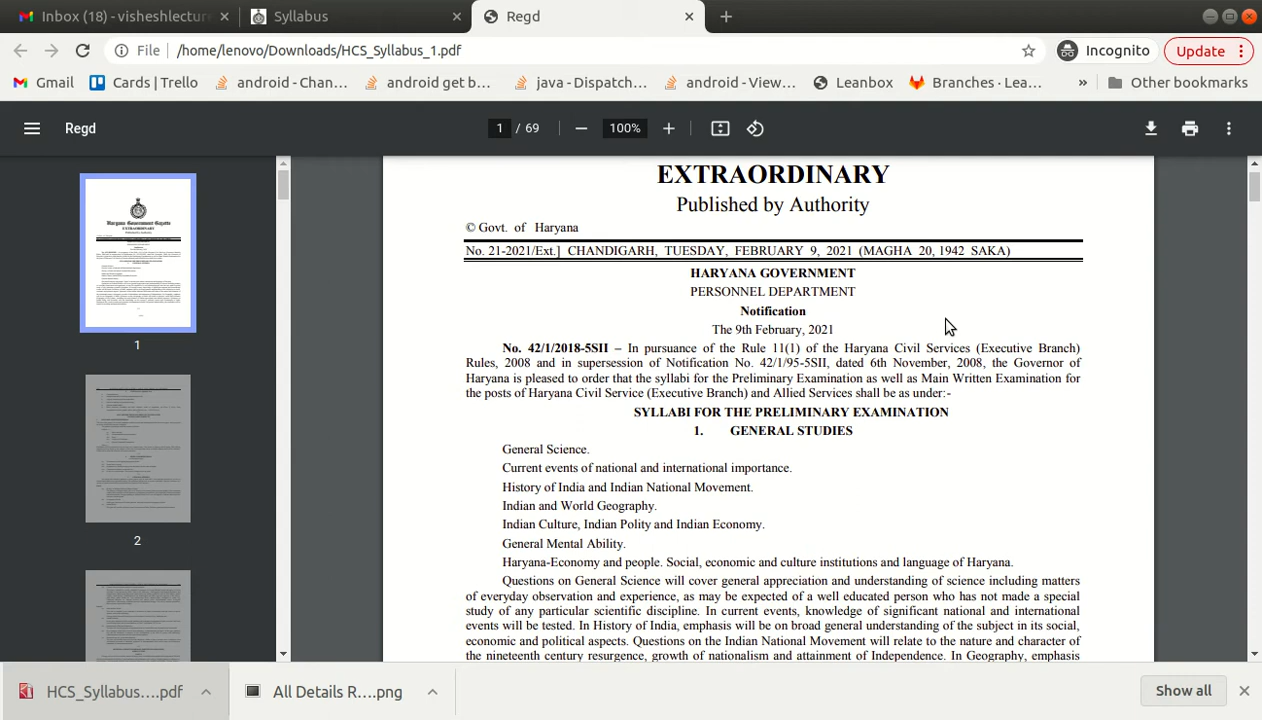 Inbox (18) - visheshlectur
Syllabus
Regd
File
/home/lenovo/Downloads/HCS_Syllabus_1.pdf
Incognito
Update
Gmail
Cards | Trello
android - Chan...
android get b...
java - Dispatch...
android - View...
Leanbox
Branches · Lea...
»
Other bookmarks
Regd
1 / 69
100%
EXTRAORDINARY
Published by Authority
© Govt. of Haryana
No. 21-2021/Ext.] CHANDIGARH, TUESDAY, FEBRUARY 9, 2021 (MAGHA 20, 1942 SAKA)
HARYANA GOVERNMENT
PERSONNEL DEPARTMENT
Notification
The 9th February, 2021
No. 42/1/2018-5SII – In pursuance of the Rule 11(1) of the Haryana Civil Services (Executive Branch)
Rules, 2008 and in supersession of Notification No. 42/1/95-5SII, dated 6th November, 2008, the Governor of
Haryana is pleased to order that the syllabi for the Preliminary Examination as well as Main Written Examination for
the posts of Haryana Civil Service (Executive Branch) and Allied Services shall be as under:-
SYLLABI FOR THE PRELIMINARY EXAMINATION
1. GENERAL STUDIES
General Science.
Current events of national and international importance.
History of India and Indian National Movement.
Indian and World Geography.
Indian Culture, Indian Polity and Indian Economy.
General Mental Ability.
Haryana-Economy and people. Social, economic and culture institutions and language of Haryana.
Questions on General Science will cover general appreciation and understanding of science including matters
of everyday observation and experience, as may be expected of a well educated person who has not made a special
study of any particular scientific discipline. In current events, knowledge of significant national and international
events will be tested. In History of India, emphasis will be on broad general understanding of the subject in its social,
economic and political aspects. Questions on the Indian National Movement will relate to the nature and character of
the nineteenth century resurgence, growth of nationalism and attainment of Independence. In Geography, emphasis
Haryana Government Gazette
EXTRAORDINARY
1
2
HCS_Syllabus....pdf
All Details R....png
Show all